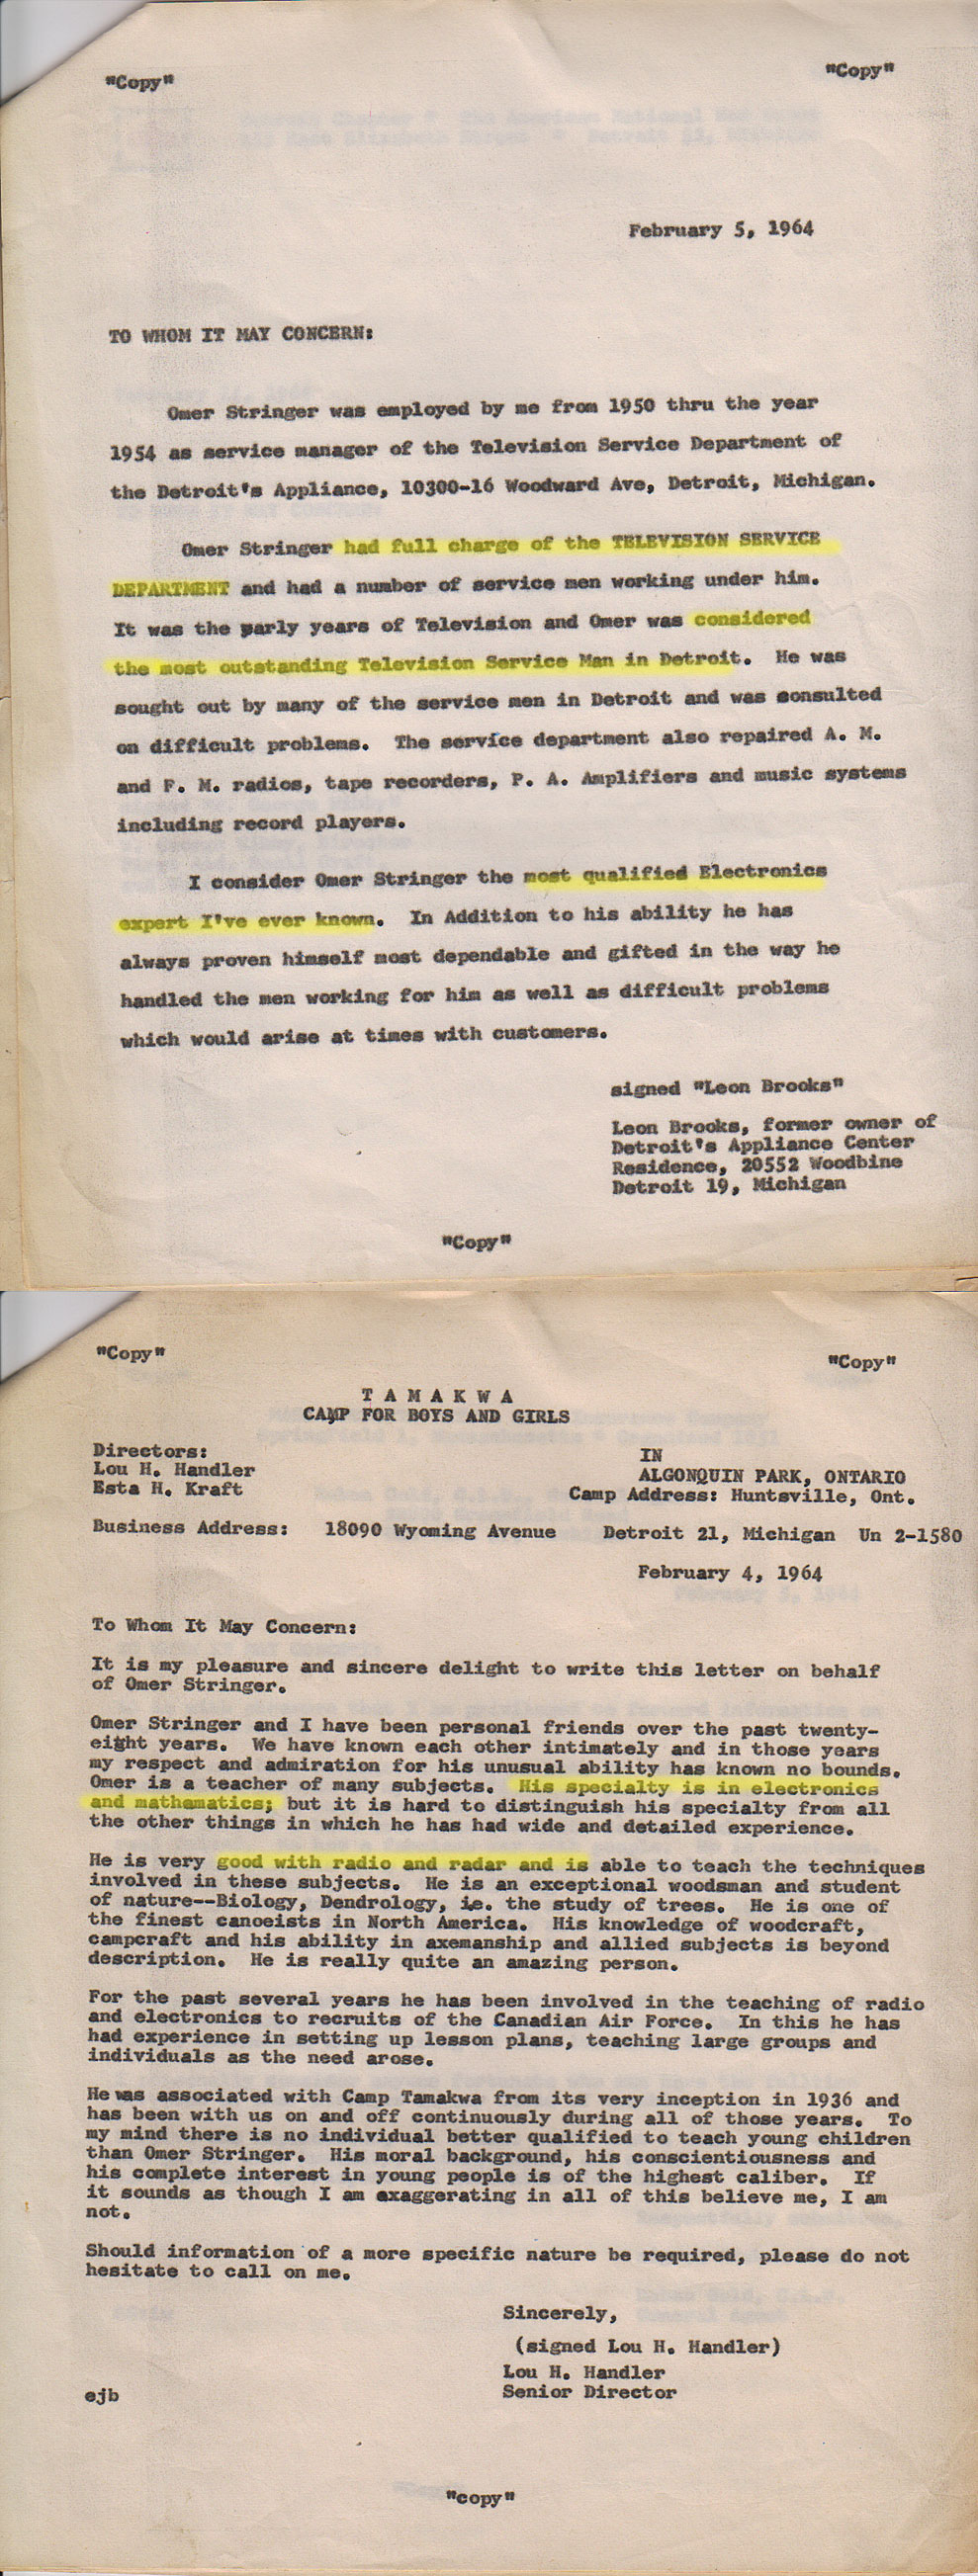 "Copy" "Copy"
February 5, 1964
TO WHOM IT MAY CONCERN:
Omer Stringer was employed by me from 1950 thru the year
1954 as service manager of the Television Service Department of
the Detroit's Appliance, 10300-16 Woodward Ave, Detroit, Michigan.
Omer Stringer had full charge of the TELEVISION SERVICE
DEPARTMENT and had a number of service men working under him.
It was the early years of Television and Omer was considered
the most outstanding Television Service Man in Detroit. He was
sought out by many of the service men in Detroit and was consulted
on difficult problems. The service department also repaired A. M.
and F. M. radios, tape recorders, P. A. Amplifiers and music systems
including record players.
I consider Omer Stringer the most qualified Electronics
expert I've ever known. In Addition to his ability he has
always proven himself most dependable and gifted in the way he
handled the men working for him as well as difficult problems
which would arise at times with customers.
signed "Leon Brooks"
Leon Brooks, former owner of
Detroit's Appliance Center
Residence, 20552 Woodbine
Detroit 19, Michigan
"Copy"
"Copy" "Copy"
T A M A K W A
CAMP FOR BOYS AND GIRLS
Directors: IN
Lou H. Handler ALGONQUIN PARK, ONTARIO
Esta H. Kraft Camp Address: Huntsville, Ont.
Business Address: 18090 Wyoming Avenue Detroit 21, Michigan Un 2-1580
February 4, 1964
To Whom It May Concern:
It is my pleasure and sincere delight to write this letter on behalf
of Omer Stringer.
Omer Stringer and I have been personal friends over the past twenty-
eight years. We have known each other intimately and in those years
my respect and admiration for his unusual ability has known no bounds.
Omer is a teacher of many subjects. His specialty is in electronics
and mathamatics; but it is hard to distinguish his specialty from all
the other things in which he has had wide and detailed experience.
He is very good with radio and radar and is able to teach the techniques
involved in these subjects. He is an exceptional woodsman and student
of nature--Biology, Dendrology, i.e. the study of trees. He is one of
the finest canoeists in North America. His knowledge of woodcraft,
campcraft and his ability in axemanship and allied subjects is beyond
description. He is really quite an amazing person.
For the past several years he has been involved in the teaching of radio
and electronics to recruits of the Canadian Air Force. In this he has
had experience in setting up lesson plans, teaching large groups and
individuals as the need arose.
He was associated with Camp Tamakwa from its very inception in 1936 and
has been with us on and off continuously during all of those years. To
my mind there is no individual better qualified to teach young children
than Omer Stringer. His moral background, his conscientiousness and
his complete interest in young people is of the highest caliber. If
it sounds as though I am axaggerating in all of this believe me, I am
not.
Should information of a more specific nature be required, please do not
hesitate to call on me.
Sincerely,
(signed Lou H. Handler)
Lou H. Handler
ejb Senior Director
"copy"